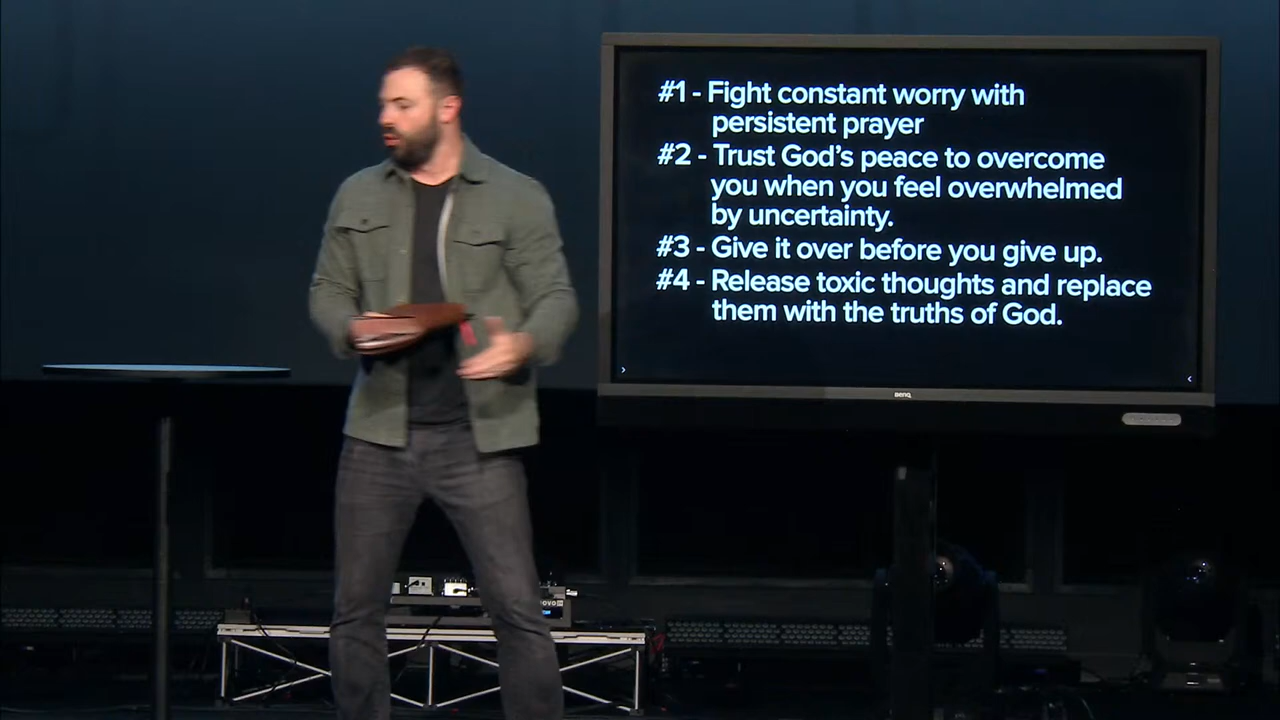 #1 - Fight constant worry with
persistent prayer
#2 - Trust God’s peace to overcome
you when you feel overwhelmed
by uncertainty.
#3 - Give it over before you give up.
#4 - Release toxic thoughts and replace
them with the truths of God.
BenQ